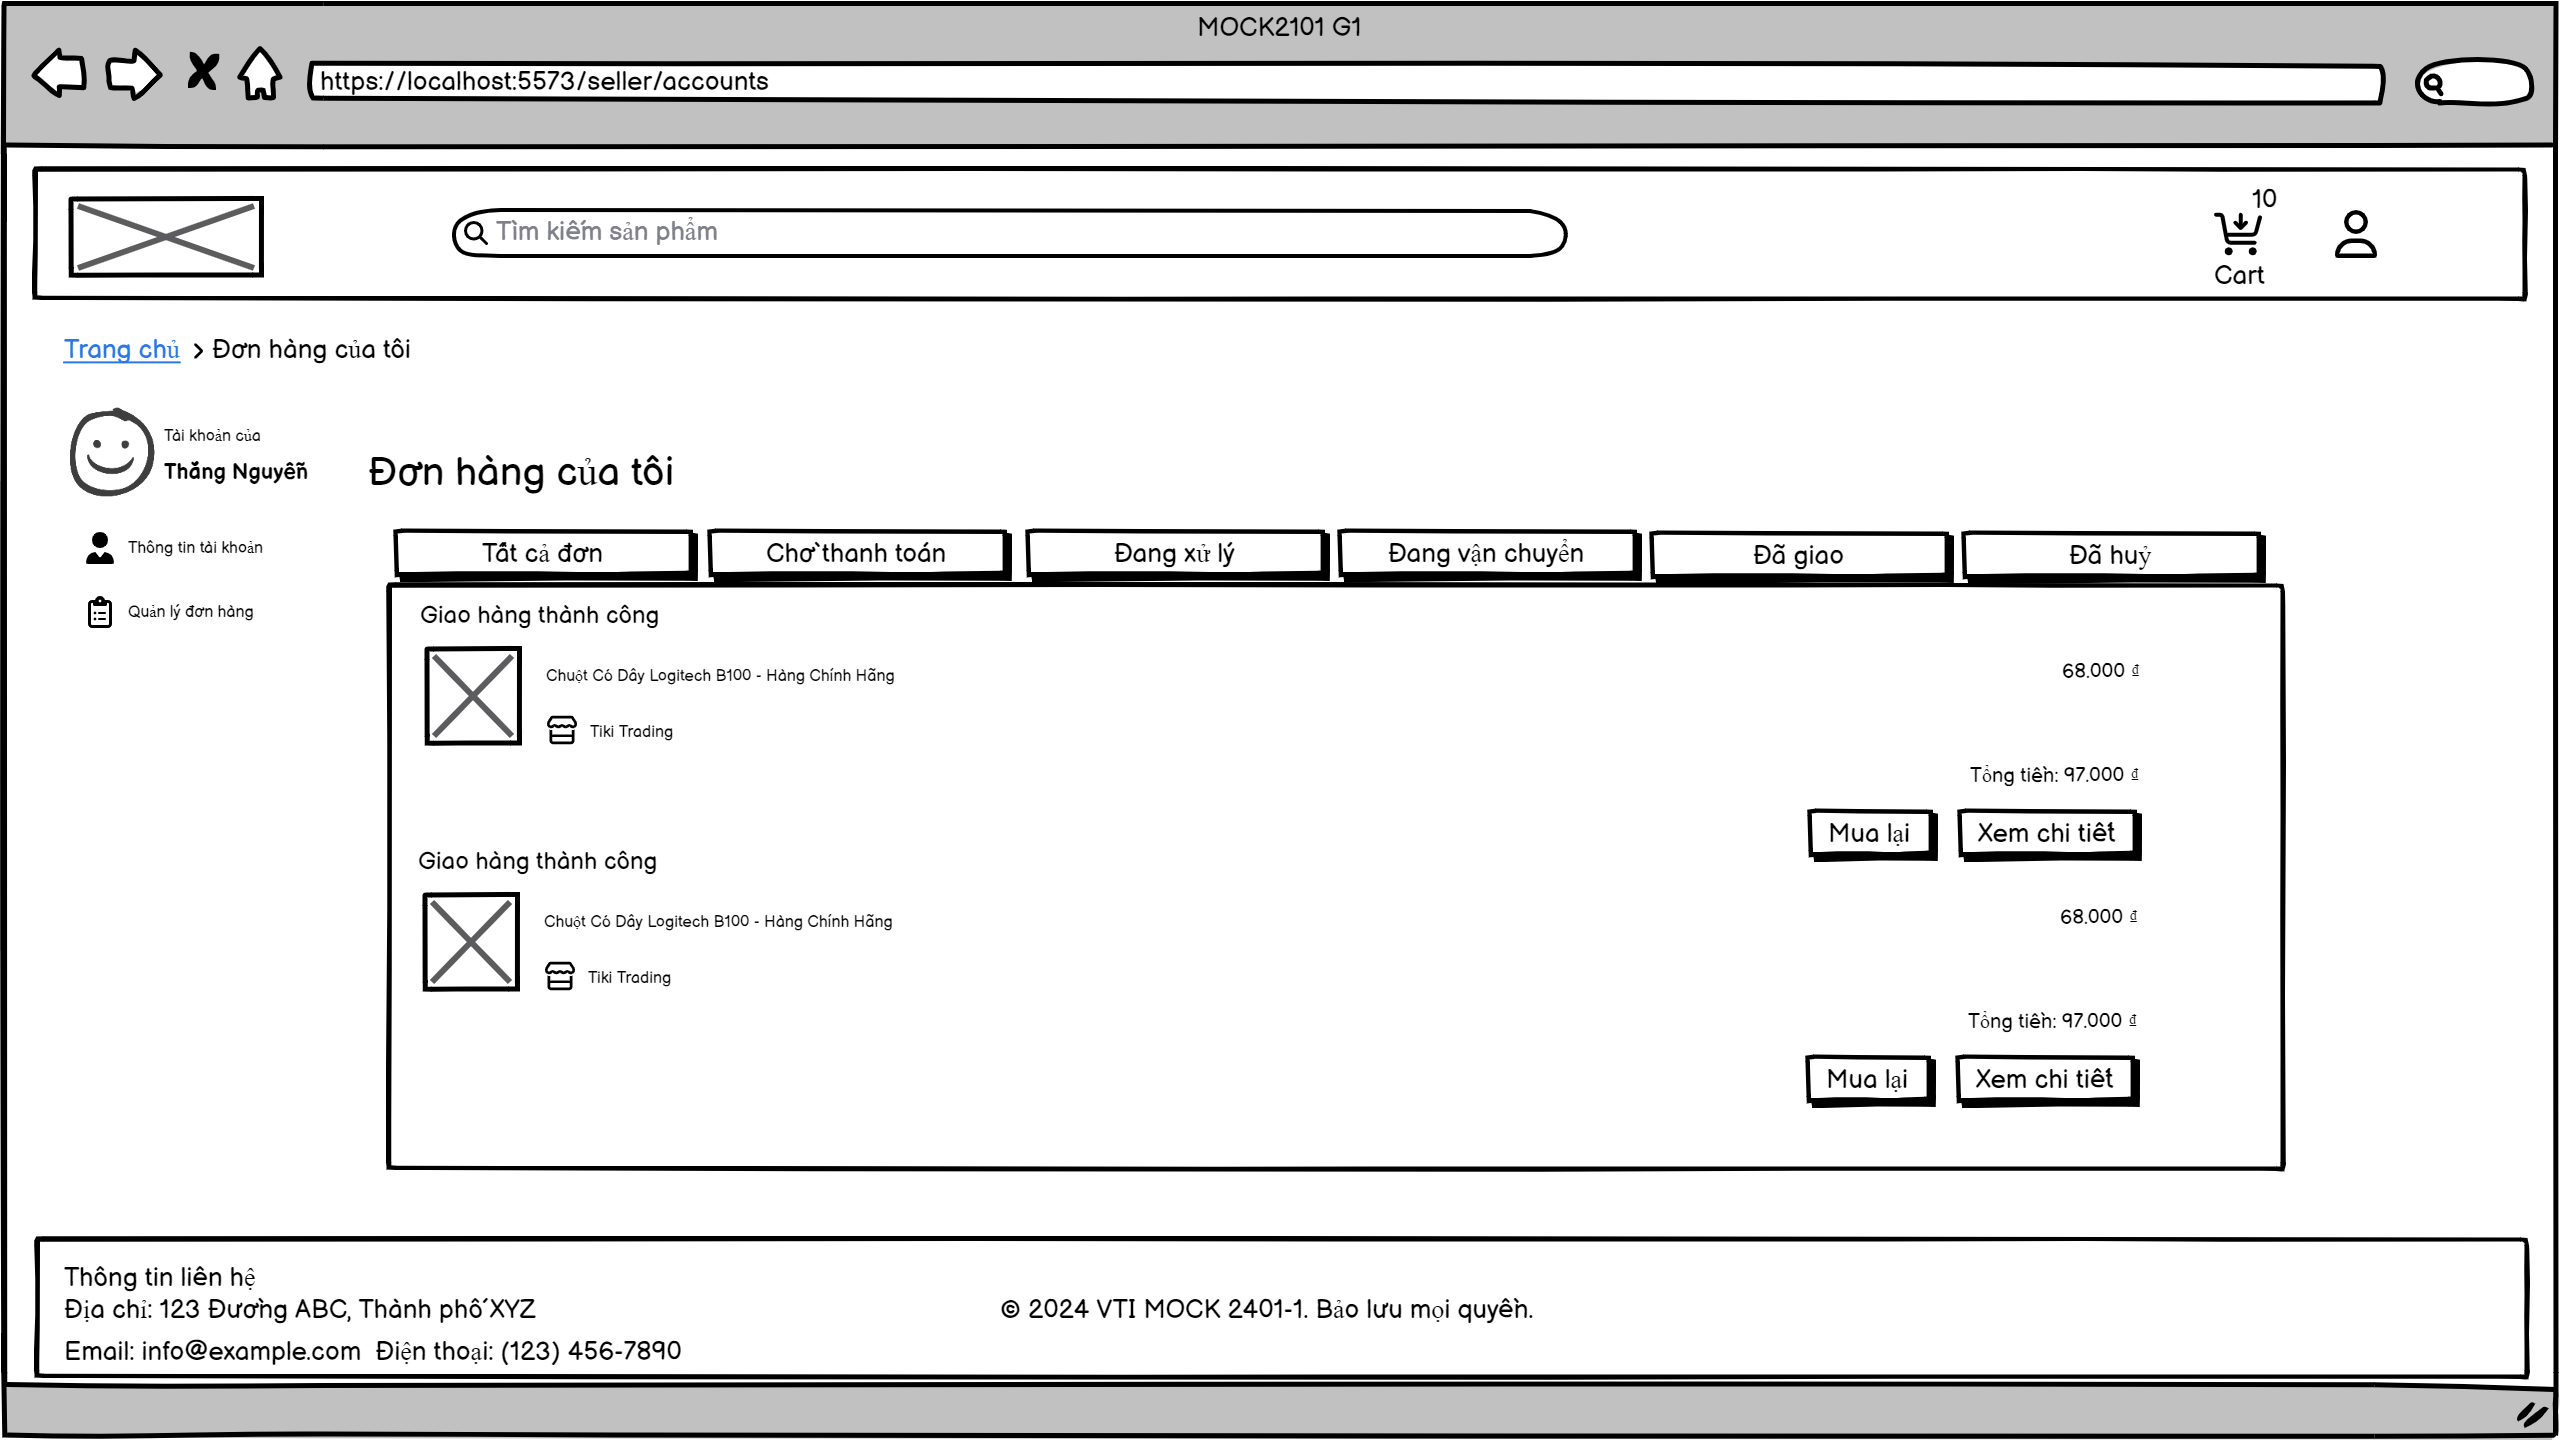 MOCK2101 G1
https://localhost:5573/seller/accounts
Tìm kiếm sản phẩm
10
Cart
Trang chủ > Đơn hàng của tôi
Tài khoản của
Thắng Nguyễn
Thông tin tài khoản
Quản lý đơn hàng
Đơn hàng của tôi
Tất cả đơn
Chờ thanh toán
Đang xử lý
Đang vận chuyển
Đã giao
Đã huỷ
Giao hàng thành công
Chuột Có Dây Logitech B100 - Hàng Chính Hãng
68.000 ₫
Tiki Trading
Tổng tiền: 97.000 ₫
Mua lại
Xem chi tiết
Giao hàng thành công
Chuột Có Dây Logitech B100 - Hàng Chính Hãng
68.000 ₫
Tiki Trading
Tổng tiền: 97.000 ₫
Mua lại
Xem chi tiết
Thông tin liên hệ
Địa chỉ: 123 Đường ABC, Thành phố XYZ
Email: info@example.com Điện thoại: (123) 456-7890
© 2024 VTI MOCK 2401-1. Bảo lưu mọi quyền.